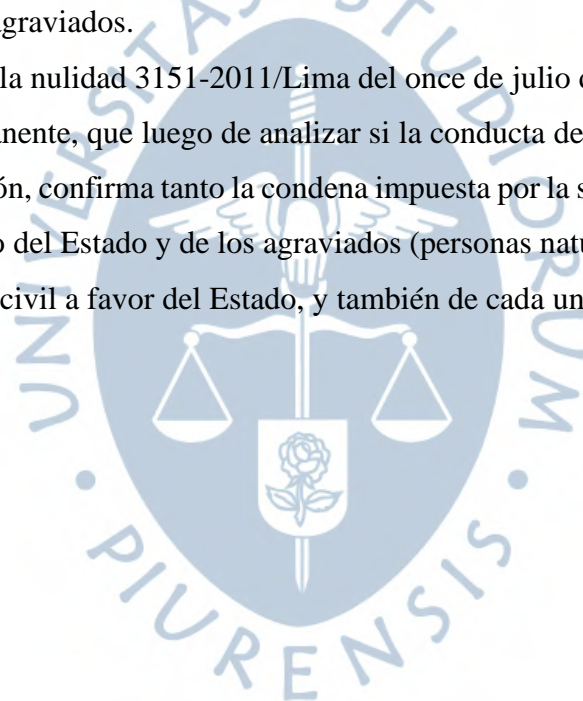 agraviados.
la nulidad 3151-2011/Lima del once de julio
anente, que luego de analizar si la conducta de
ón, confirma tanto la condena impuesta por la
o del Estado y de los agraviados (personas
civil a favor del Estado, y también de cada
UNIVERSITAS STUDIORUM
PIURENSIS